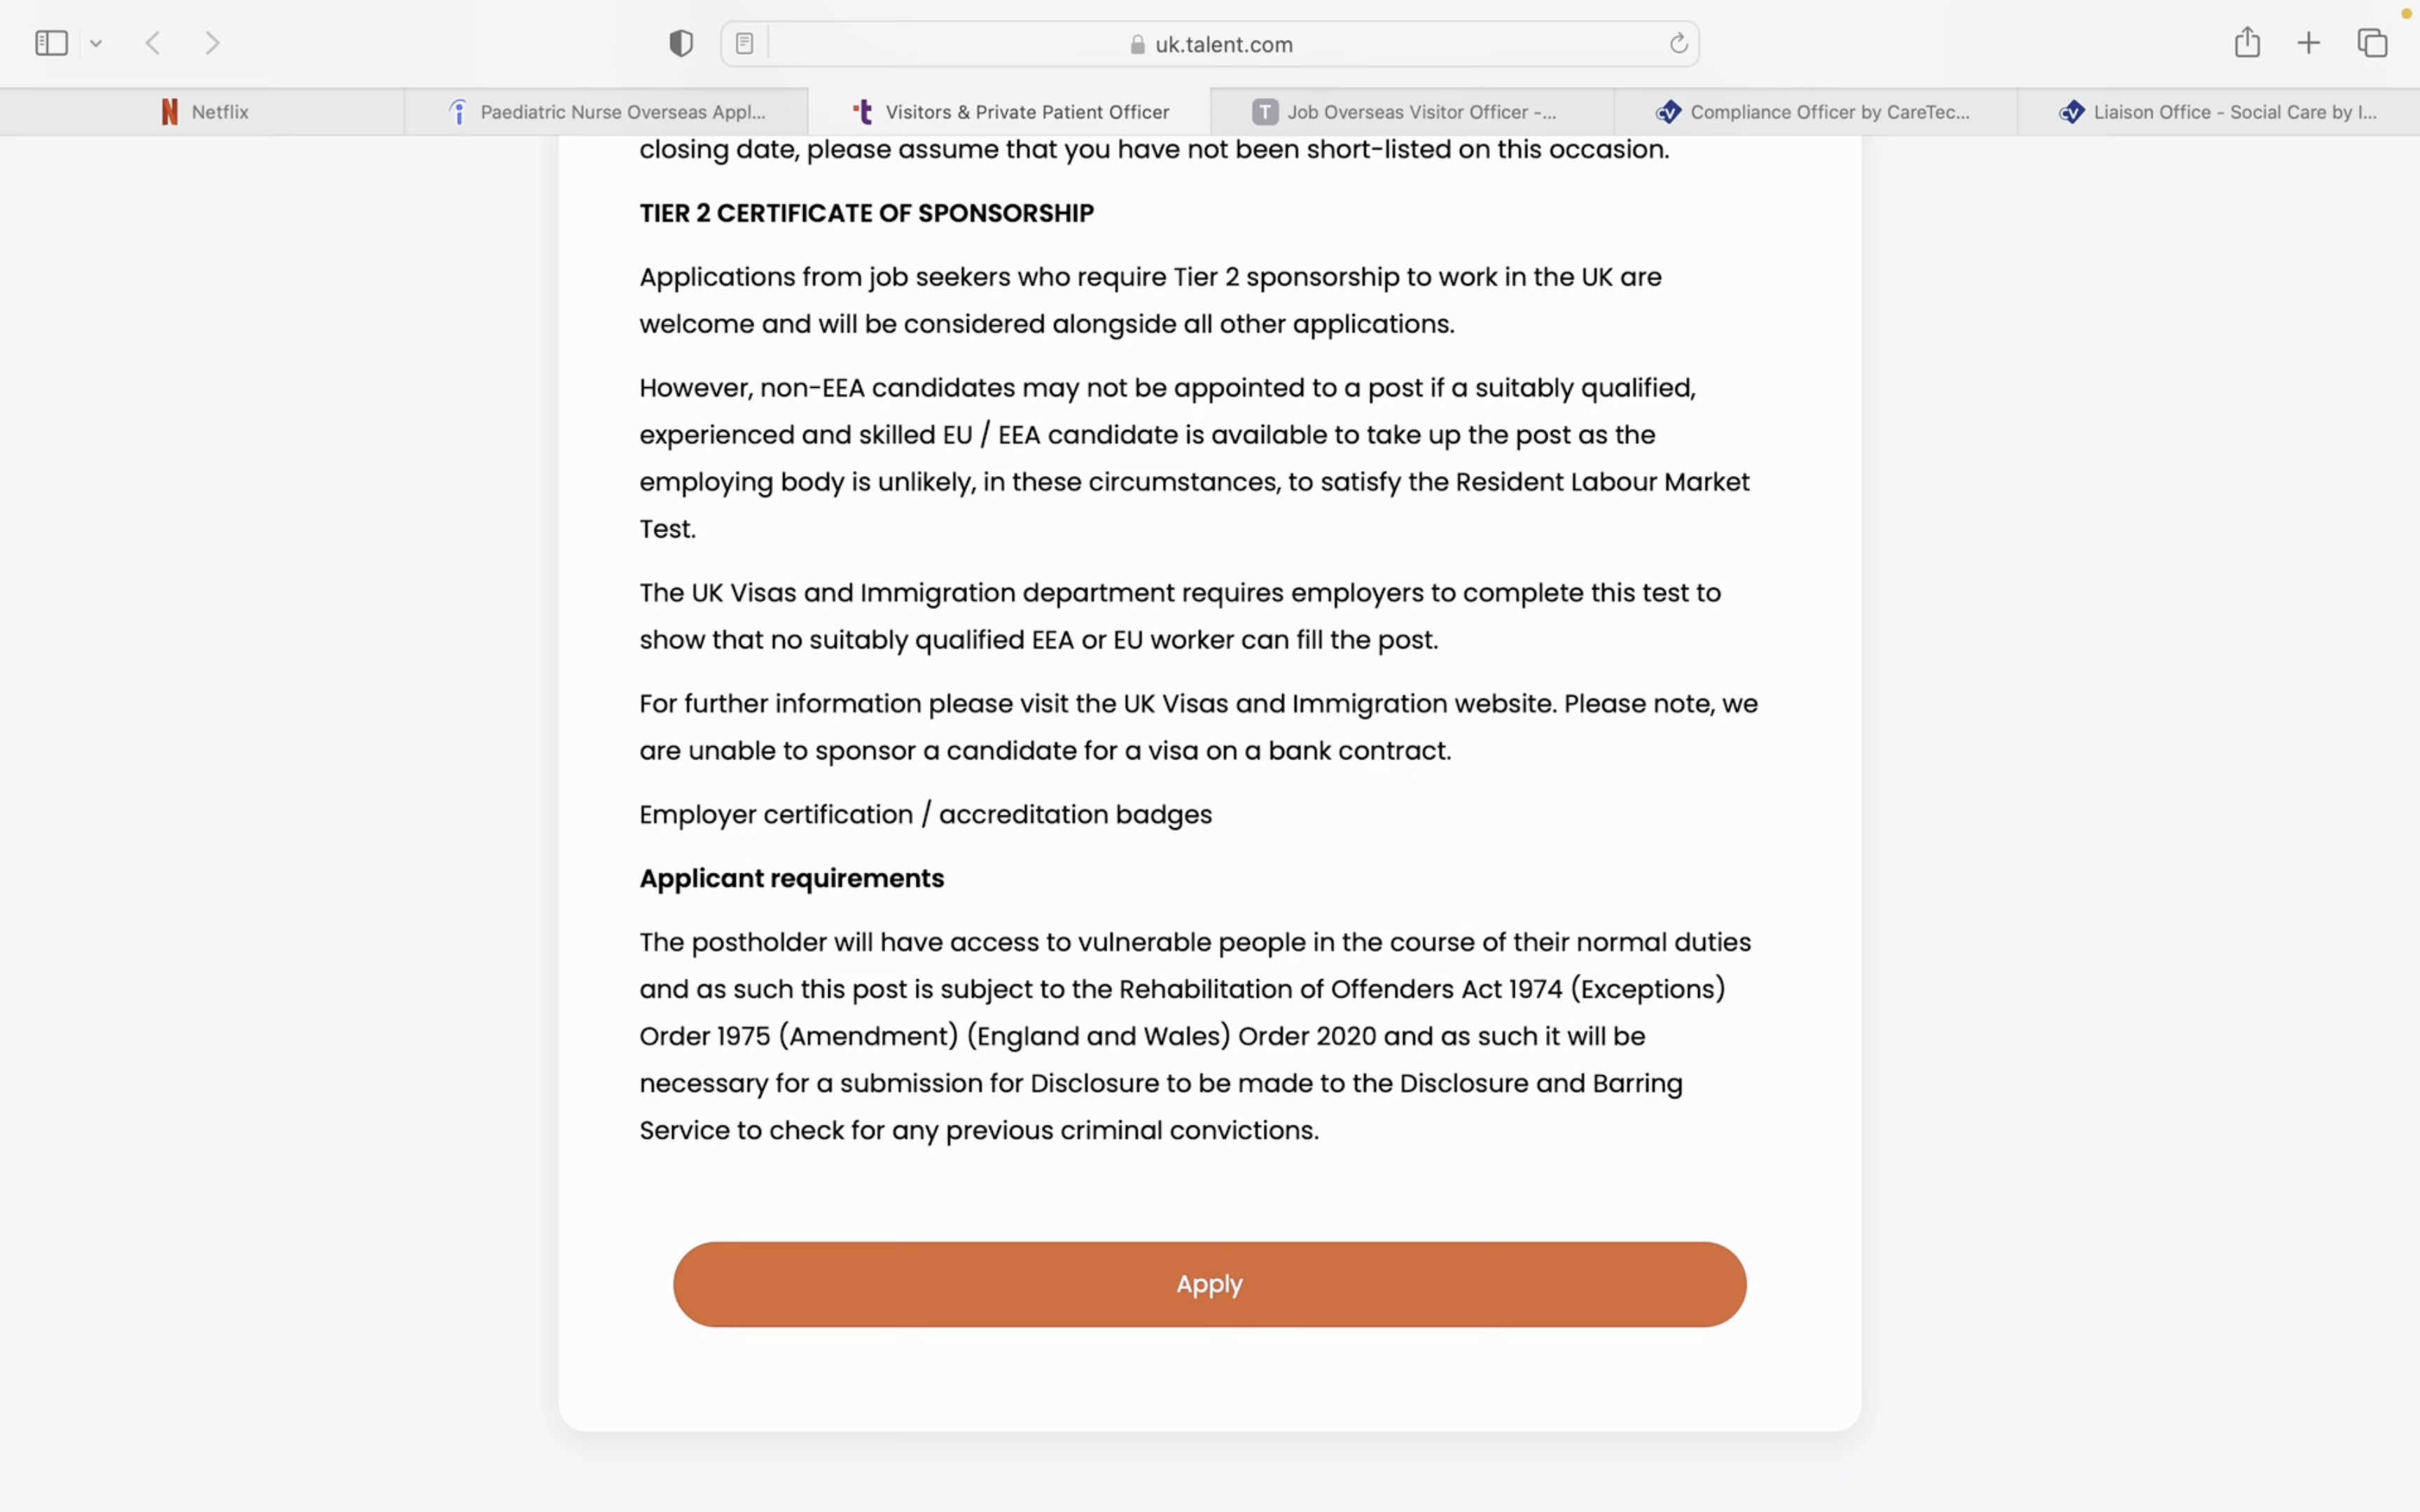 uk.talent.com
Netflix
Paediatric Nurse Overseas Appl...
Visitors & Private Patient Officer
T Job Overseas Visitor Officer -...
cv Compliance Officer by CareTec...
cv Liaison Office - Social Care by I...
closing date, please assume that you have not been short-listed on this occasion.
TIER 2 CERTIFICATE OF SPONSORSHIP
Applications from job seekers who require Tier 2 sponsorship to work in the UK are
welcome and will be considered alongside all other applications.
However, non-EEA candidates may not be appointed to a post if a suitably qualified,
experienced and skilled EU / EEA candidate is available to take up the post as the
employing body is unlikely, in these circumstances, to satisfy the Resident Labour Market
Test.
The UK Visas and Immigration department requires employers to complete this test to
show that no suitably qualified EEA or EU worker can fill the post.
For further information please visit the UK Visas and Immigration website. Please note, we
are unable to sponsor a candidate for a visa on a bank contract.
Employer certification / accreditation badges
Applicant requirements
The postholder will have access to vulnerable people in the course of their normal duties
and as such this post is subject to the Rehabilitation of Offenders Act 1974 (Exceptions)
Order 1975 (Amendment) (England and Wales) Order 2020 and as such it will be
necessary for a submission for Disclosure to be made to the Disclosure and Barring
Service to check for any previous criminal convictions.
Apply